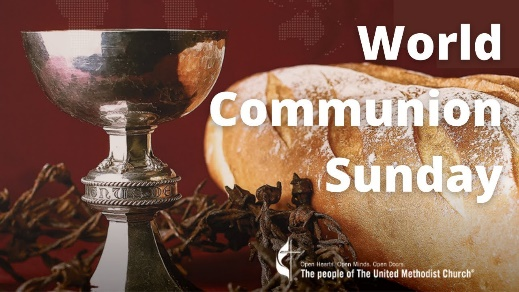 World
Communion
Sunday
Open Hearts. Open Minds. Open Doors.
The people of The United Methodist Church®